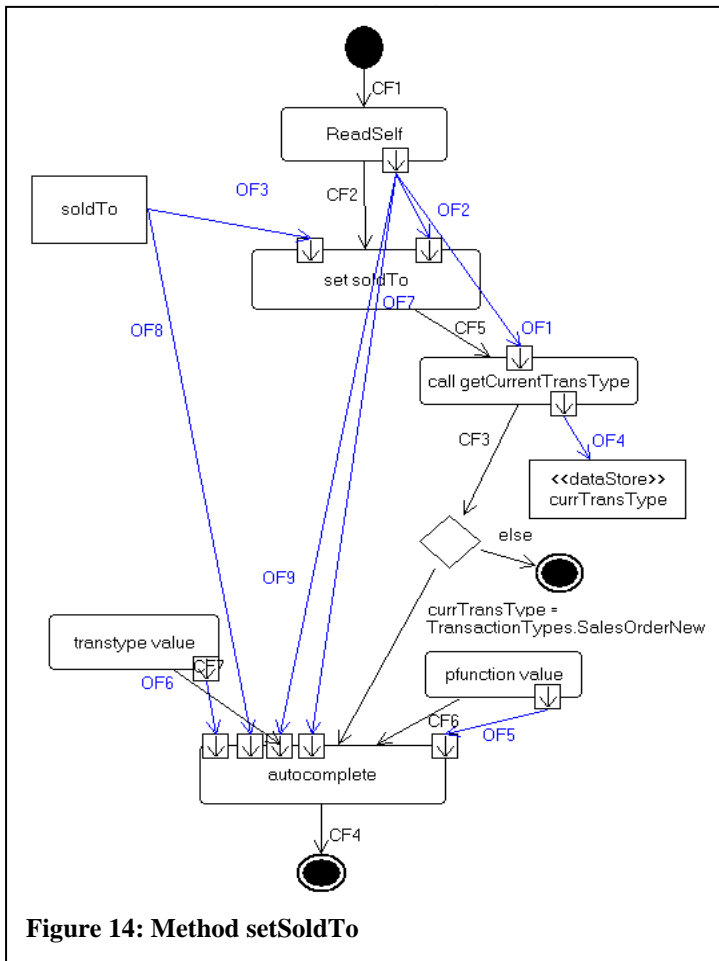 CF1
ReadSelf
OF3
CF2
OF2
soldTo
set soldTo
OF7
OF8
CF5
OF1
call getCurrentTransType
CF3
OF4
<<dataStore>>
currTransType
else
OF9
currTransType =
TransactionTypes.SalesOrderNew
transtype value
CF7
pfunction value
OF6
CF6
OF5
autocomplete
CF4
Figure 14: Method setSoldTo